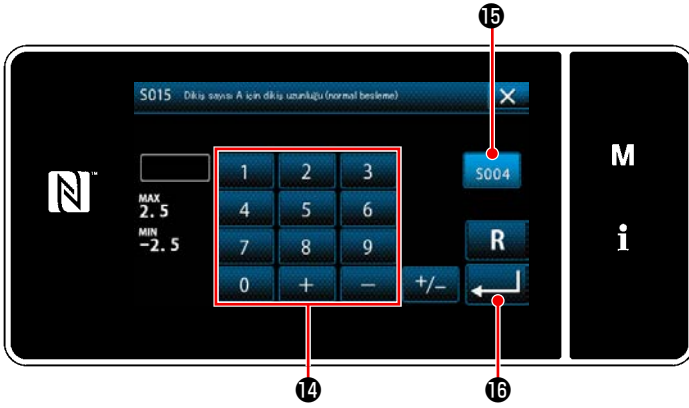 ⓯
S015 Dikiş sayısı A için dikiş uzunluğu (normal besleme)
1 2 3 S004
MAX
2. 5
4 5 6
MIN
-2. 5
7 8 9 R
0 + - +/-
N
M
i
⓮ ⓰